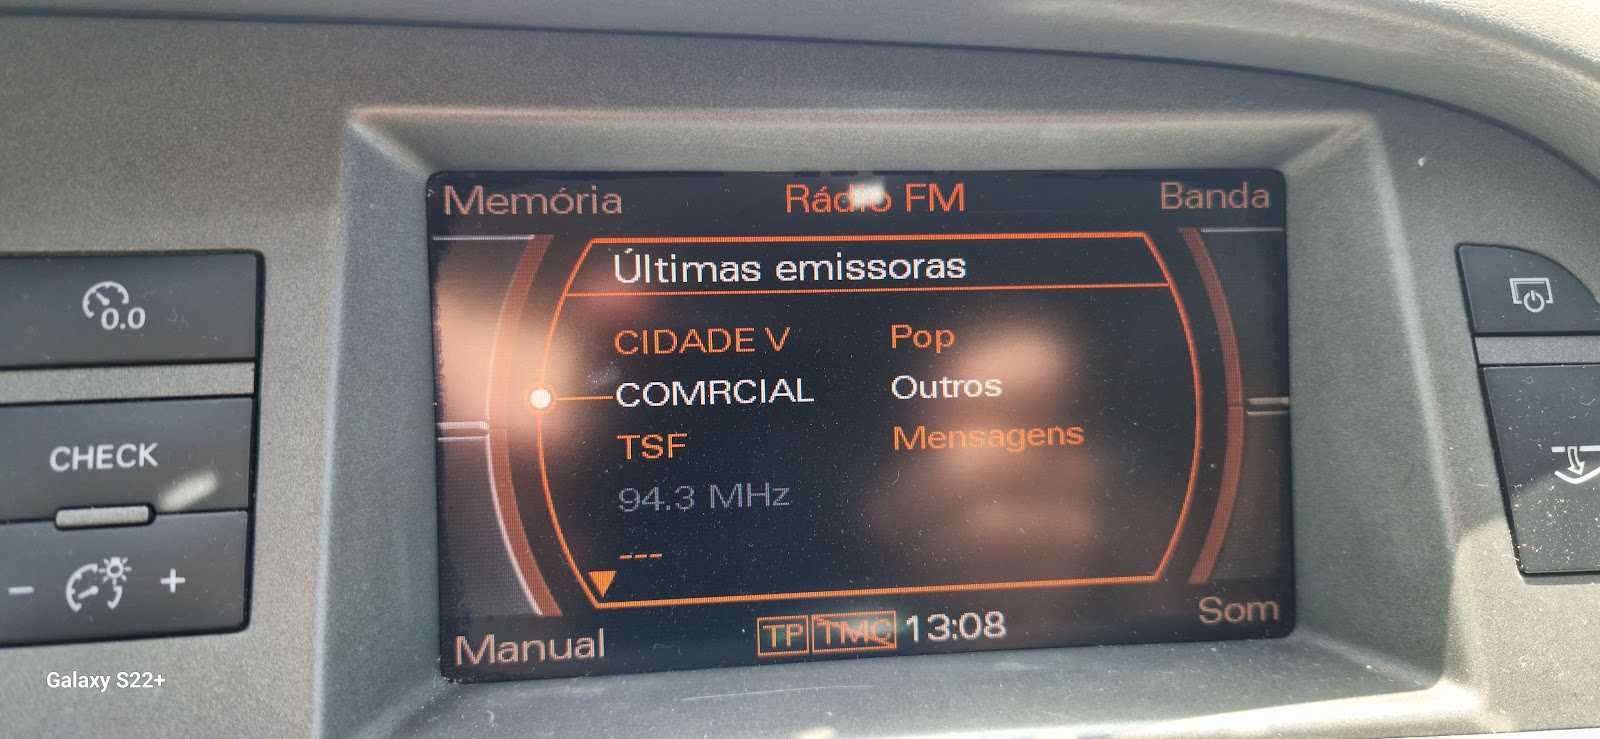 Memória Rádio FM Banda
Últimas emissoras
CIDADE V Pop
COMRCIAL Outros
TSF Mensagens
94.3 MHz
---
Manual TP TMC 13:08 Som
0.0
CHECK
- +
Galaxy S22+